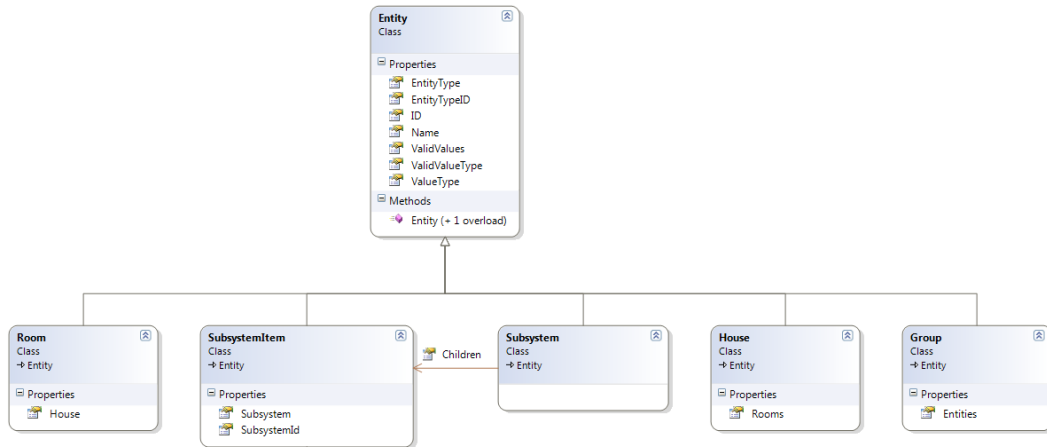 Entity
Class
Properties
EntityType
EntityTypeID
ID
Name
ValidValues
ValidValueType
ValueType
Methods
Entity (+ 1 overload)
Room
Class
→ Entity
Properties
House
SubsystemItem
Class
→ Entity
Properties
Subsystem
SubsystemId
Children
Subsystem
Class
→ Entity
House
Class
→ Entity
Properties
Rooms
Group
Class
→ Entity
Properties
Entities